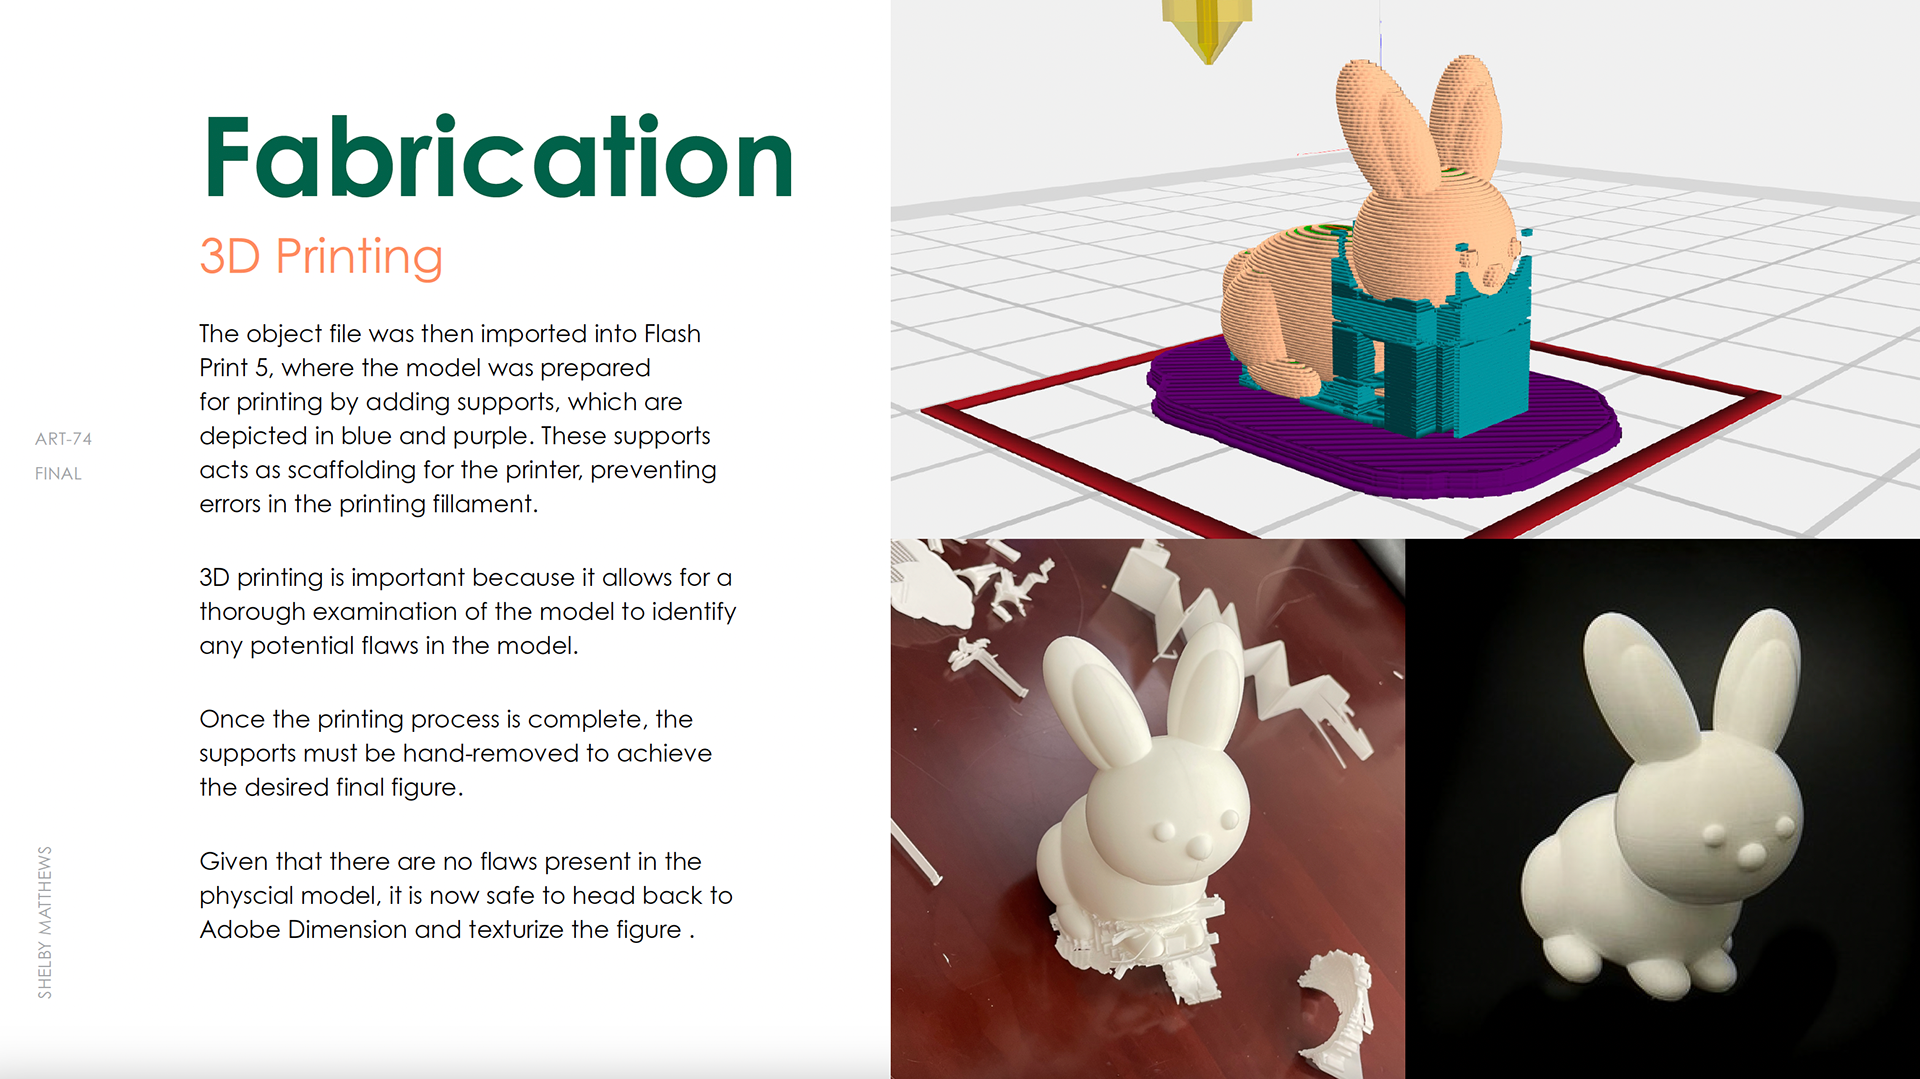 Fabrication
3D Printing
The object file was then imported into Flash
Print 5, where the model was prepared
for printing by adding supports, which are
depicted in blue and purple. These supports
acts as scaffolding for the printer, preventing
errors in the printing fillament.
3D printing is important because it allows for a
thorough examination of the model to identify
any potential flaws in the model.
Once the printing process is complete, the
supports must be hand-removed to achieve
the desired final figure.
Given that there are no flaws present in the
physcial model, it is now safe to head back to
Adobe Dimension and texturize the figure .
ART-74
FINAL
SHELBY MATTHEWS